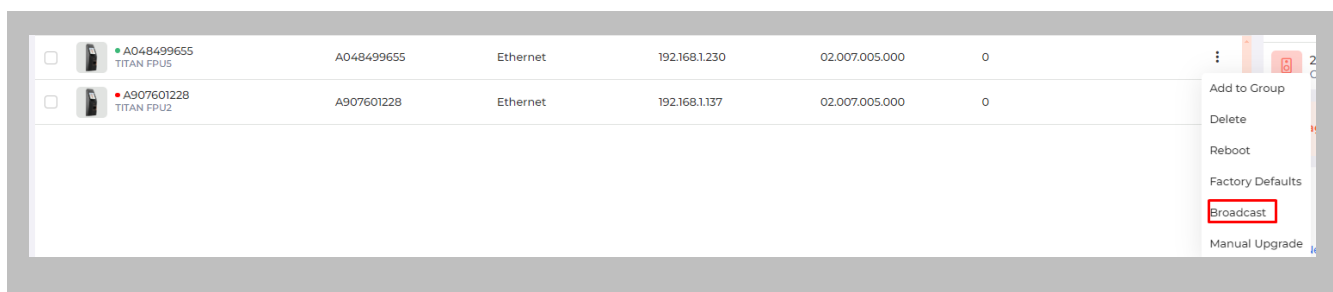 A048499655
TITAN FPU5
A048499655
Ethernet
192.168.1.230
02.007.005.000
0
A907601228
TITAN FPU2
A907601228
Ethernet
192.168.1.137
02.007.005.000
0
Add to Group
Delete
Reboot
Factory Defaults
Broadcast
Manual Upgrade